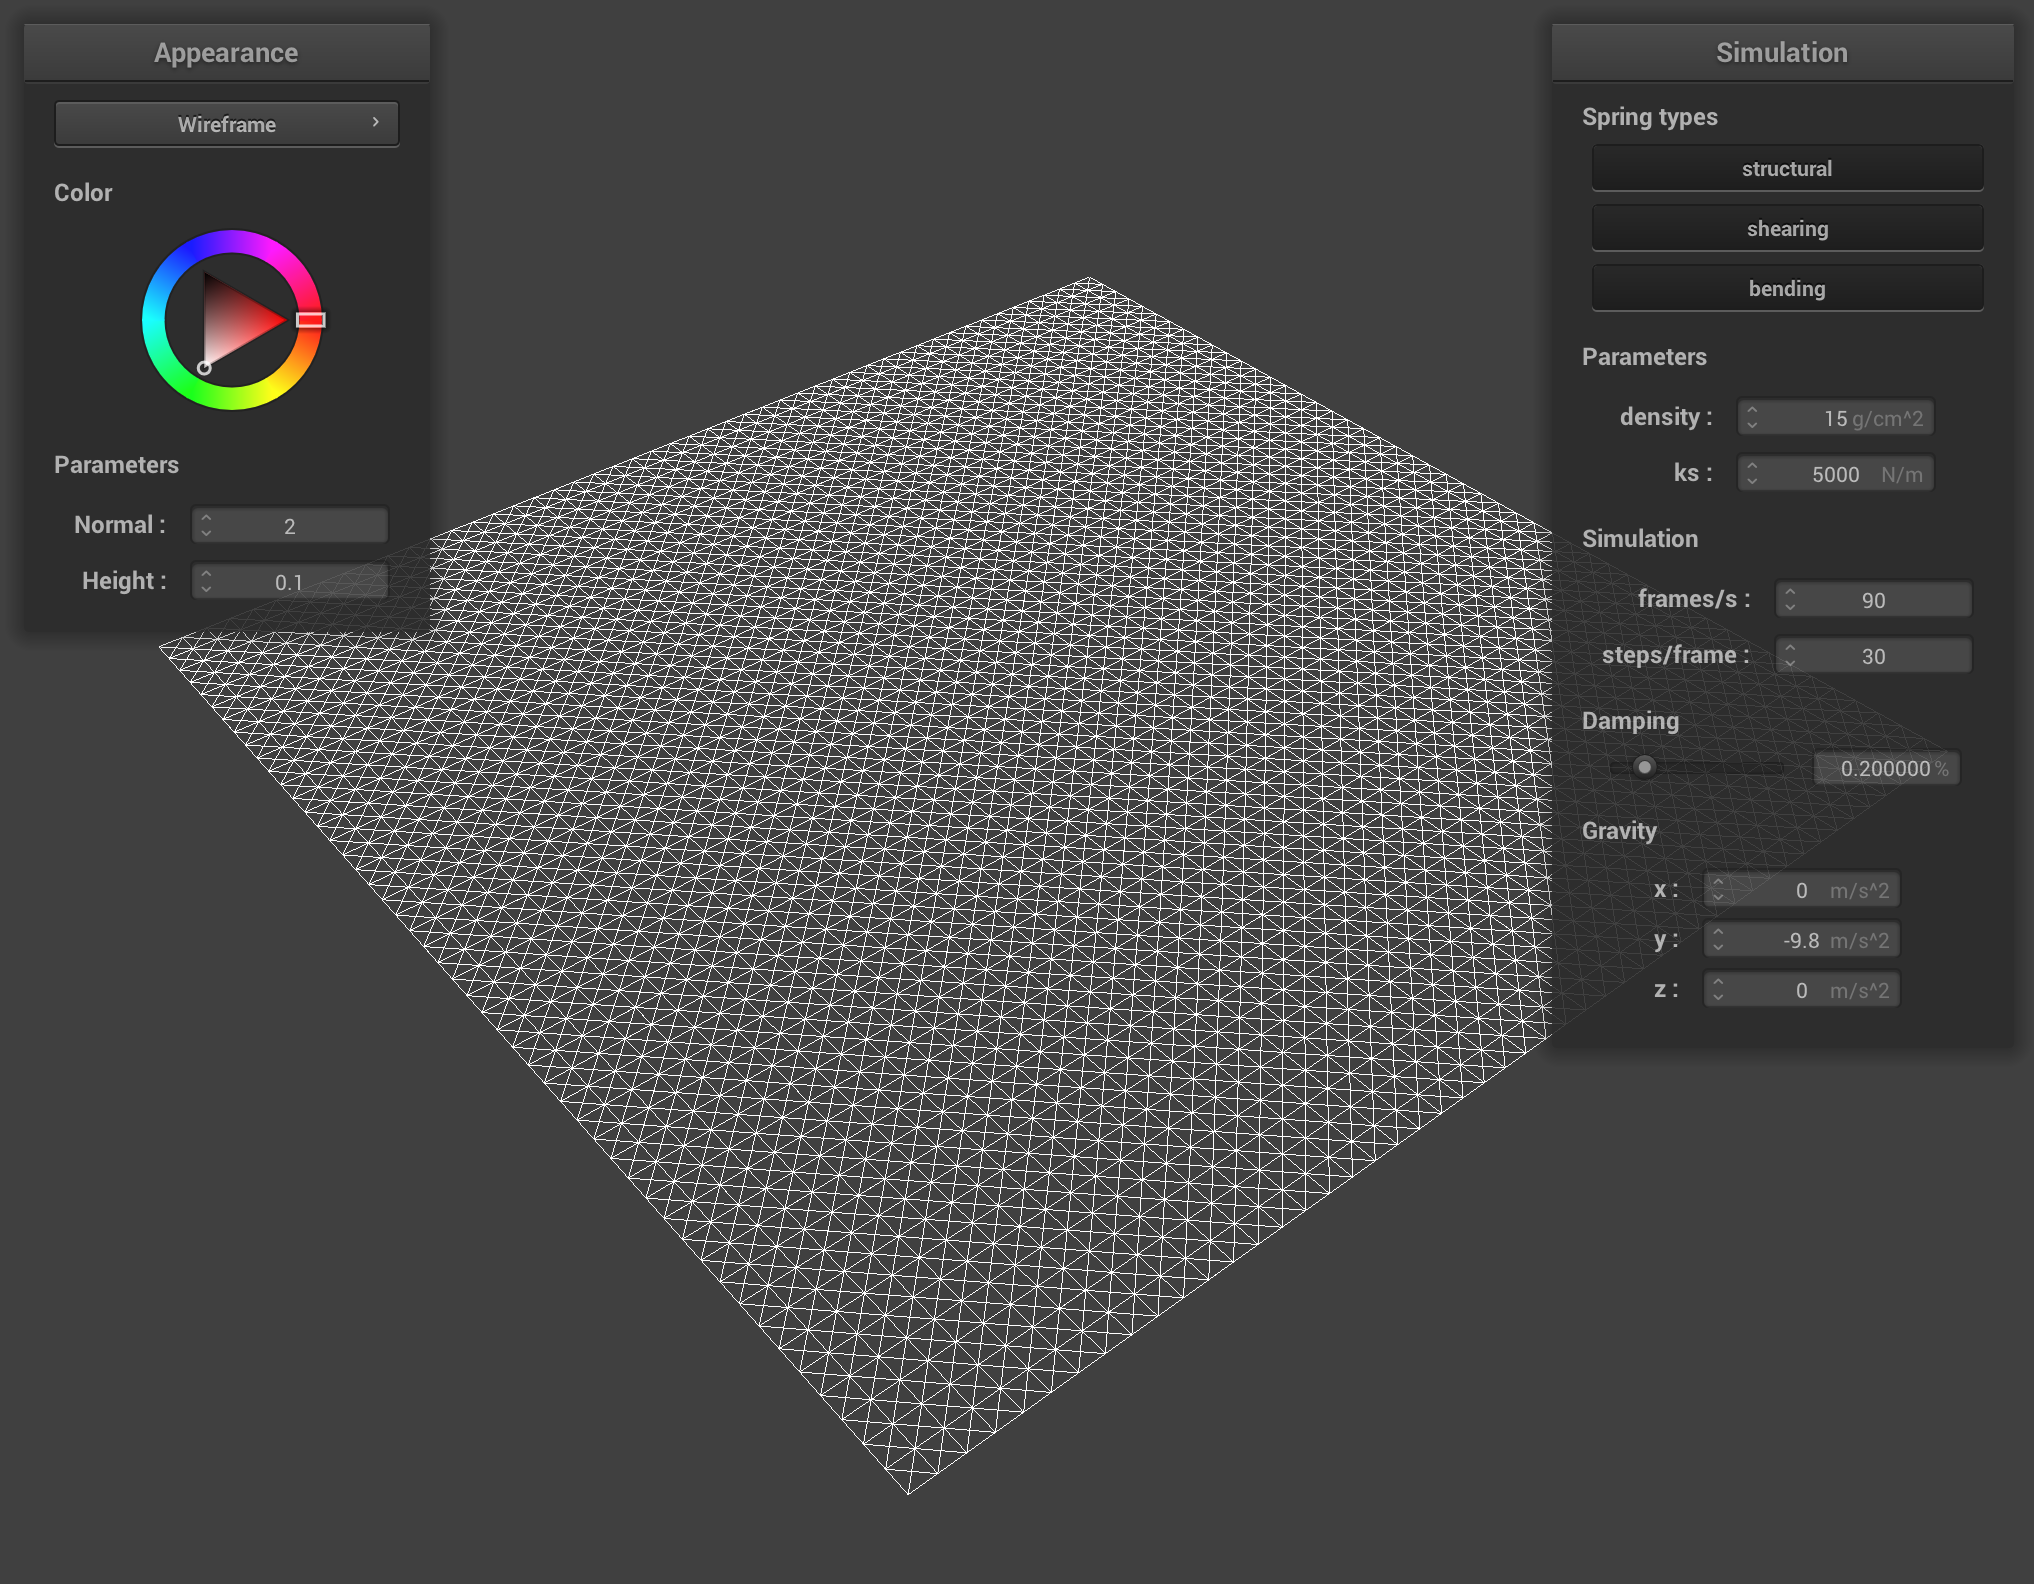 Appearance
Wireframe
Color
Parameters
Normal : 2
Height : 0.1
Simulation
Spring types
structural
shearing
bending
Parameters
density : 15 g/cm^2
ks : 5000 N/m
Simulation
frames/s : 90
steps/frame : 30
Damping
0.200000 %
Gravity
x : 0 m/s^2
y : -9.8 m/s^2
z : 0 m/s^2